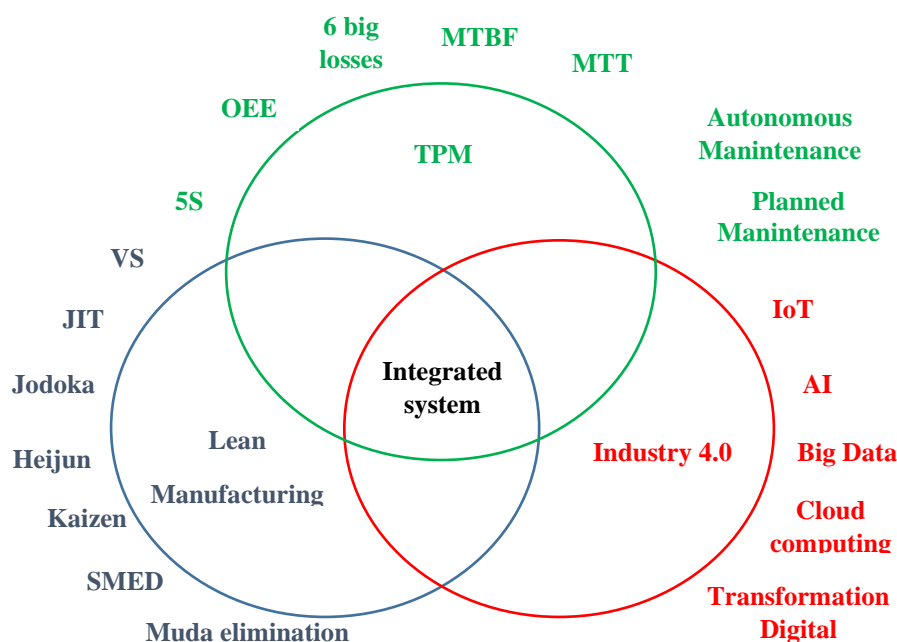 6 big
losses
MTBF
MTT
OEE
Autonomous
Manintenance
TPM
5S
Planned
Manintenance
VS
IoT
JIT
Integrated
system
Jodoka
AI
Lean
Manufacturing
Industry 4.0
Big Data
Heijun
Kaizen
Cloud
computing
SMED
Transformation
Digital
Muda elimination